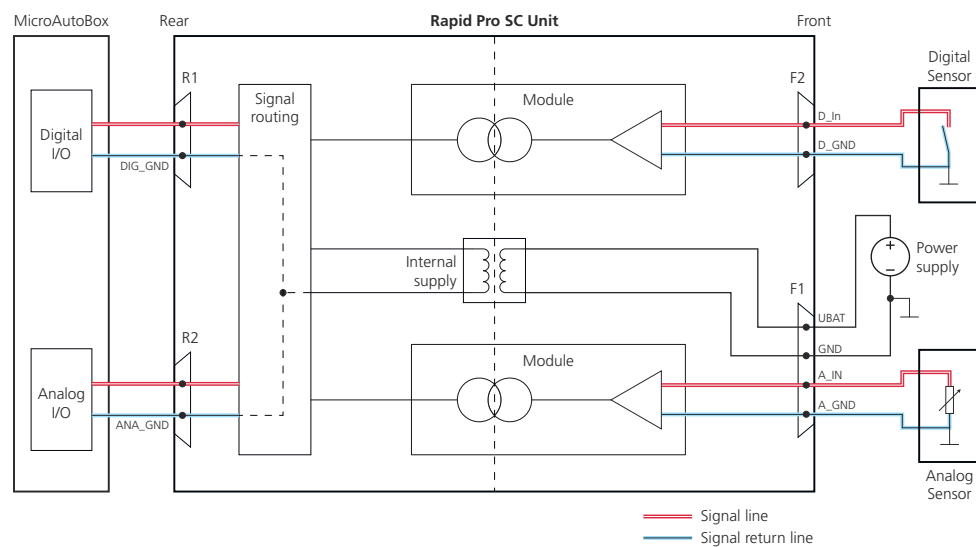 MicroAutoBox
Rear
Rapid Pro SC Unit
Front
R1
Signal
routing
Module
F2
Digital
Sensor
Digital
I/O
DIG_GND
D_In
D_GND
Internal
supply
Power
supply
+
−
F1
UBAT
GND
R2
Module
Analog
I/O
ANA_GND
A_IN
A_GND
Analog
Sensor
Signal line
Signal return line